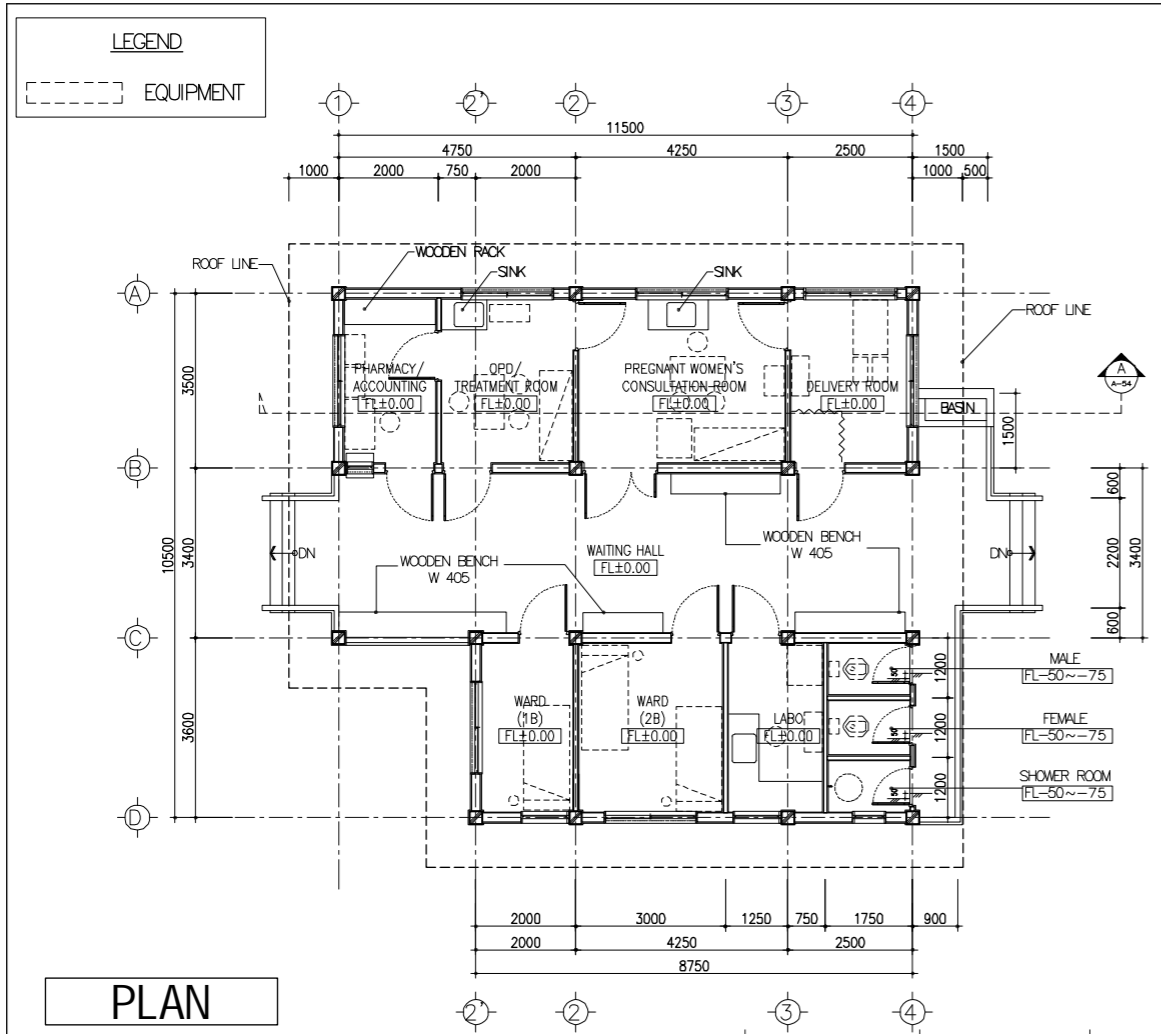 LEGEND
EQUIPMENT
1 2' 2 3 4
11500
4750 4250 2500 1500
1000 2000 750 2000 1000 500
WOODEN RACK
ROOF LINE
SINK
SINK
ROOF LINE
A
B
C
D
10500
3500
3400
3600
PHARMACY/
ACCOUNTING
FL±0.00
OPD/
TREATMENT ROOM
FL±0.00
PREGNANT WOMEN'S
CONSULTATION ROOM
FL±0.00
DELIVERY ROOM
FL±0.00
A
A-54
BASIN
1500
600
2200
600
3400
DN
WOODEN BENCH
W 405
WAITING HALL
FL±0.00
WOODEN BENCH
W 405
DN
WARD
(1B)
FL±0.00
WARD
(2B)
FL±0.00
LABO
FL±0.00
S
S
50
50
50
1200
1200
1200
MALE
FL-50~-75
FEMALE
FL-50~-75
SHOWER ROOM
FL-50~-75
2000 3000 1250 750 1750 900
2000 4250 2500
8750
PLAN
2' 2 3 4